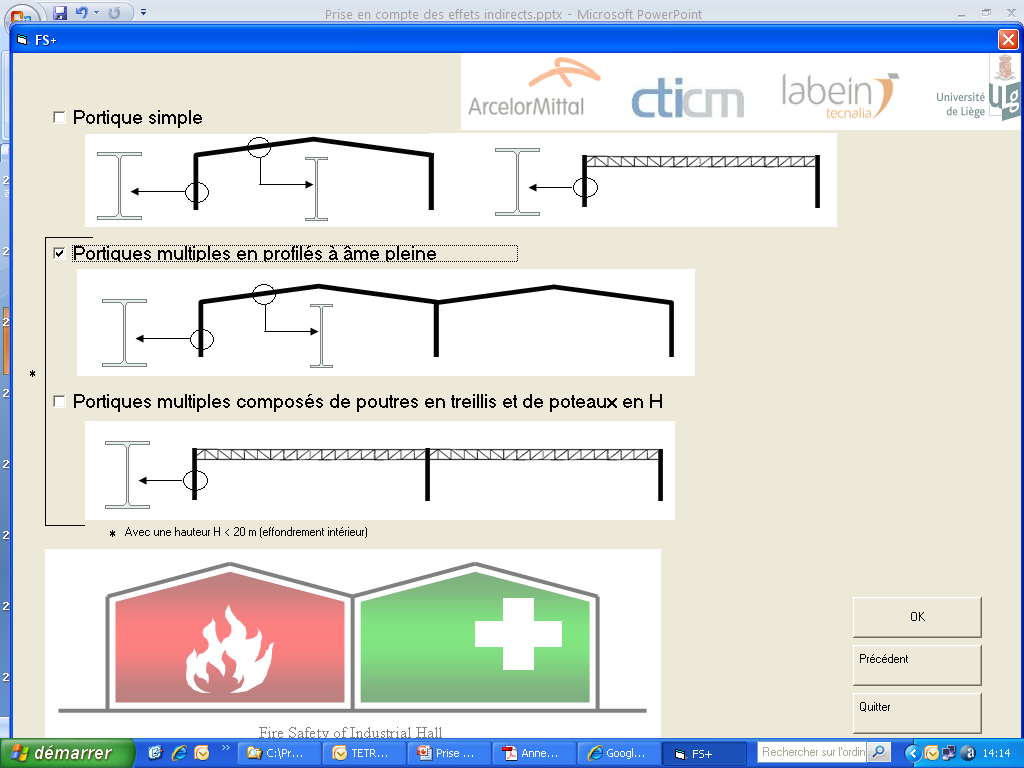 Prise en compte des effets indirects.pptx - Microsoft PowerPoint
FS+
ArcelorMittal
cticm
labein
tecnalia
Université
de Liège
ulg
Portique simple
Portiques multiples en profilés à âme pleine
*
Portiques multiples composés de poutres en treillis et de poteaux en H
* Avec une hauteur H < 20 m (effondrement intérieur)
OK
Précédent
Quitter
Fire Safety of Industrial Hall
démarrer
»
C:\Pr...
TETR...
Prise ...
Anne...
Googl...
FS+
Rechercher sur l'ordin
14:14